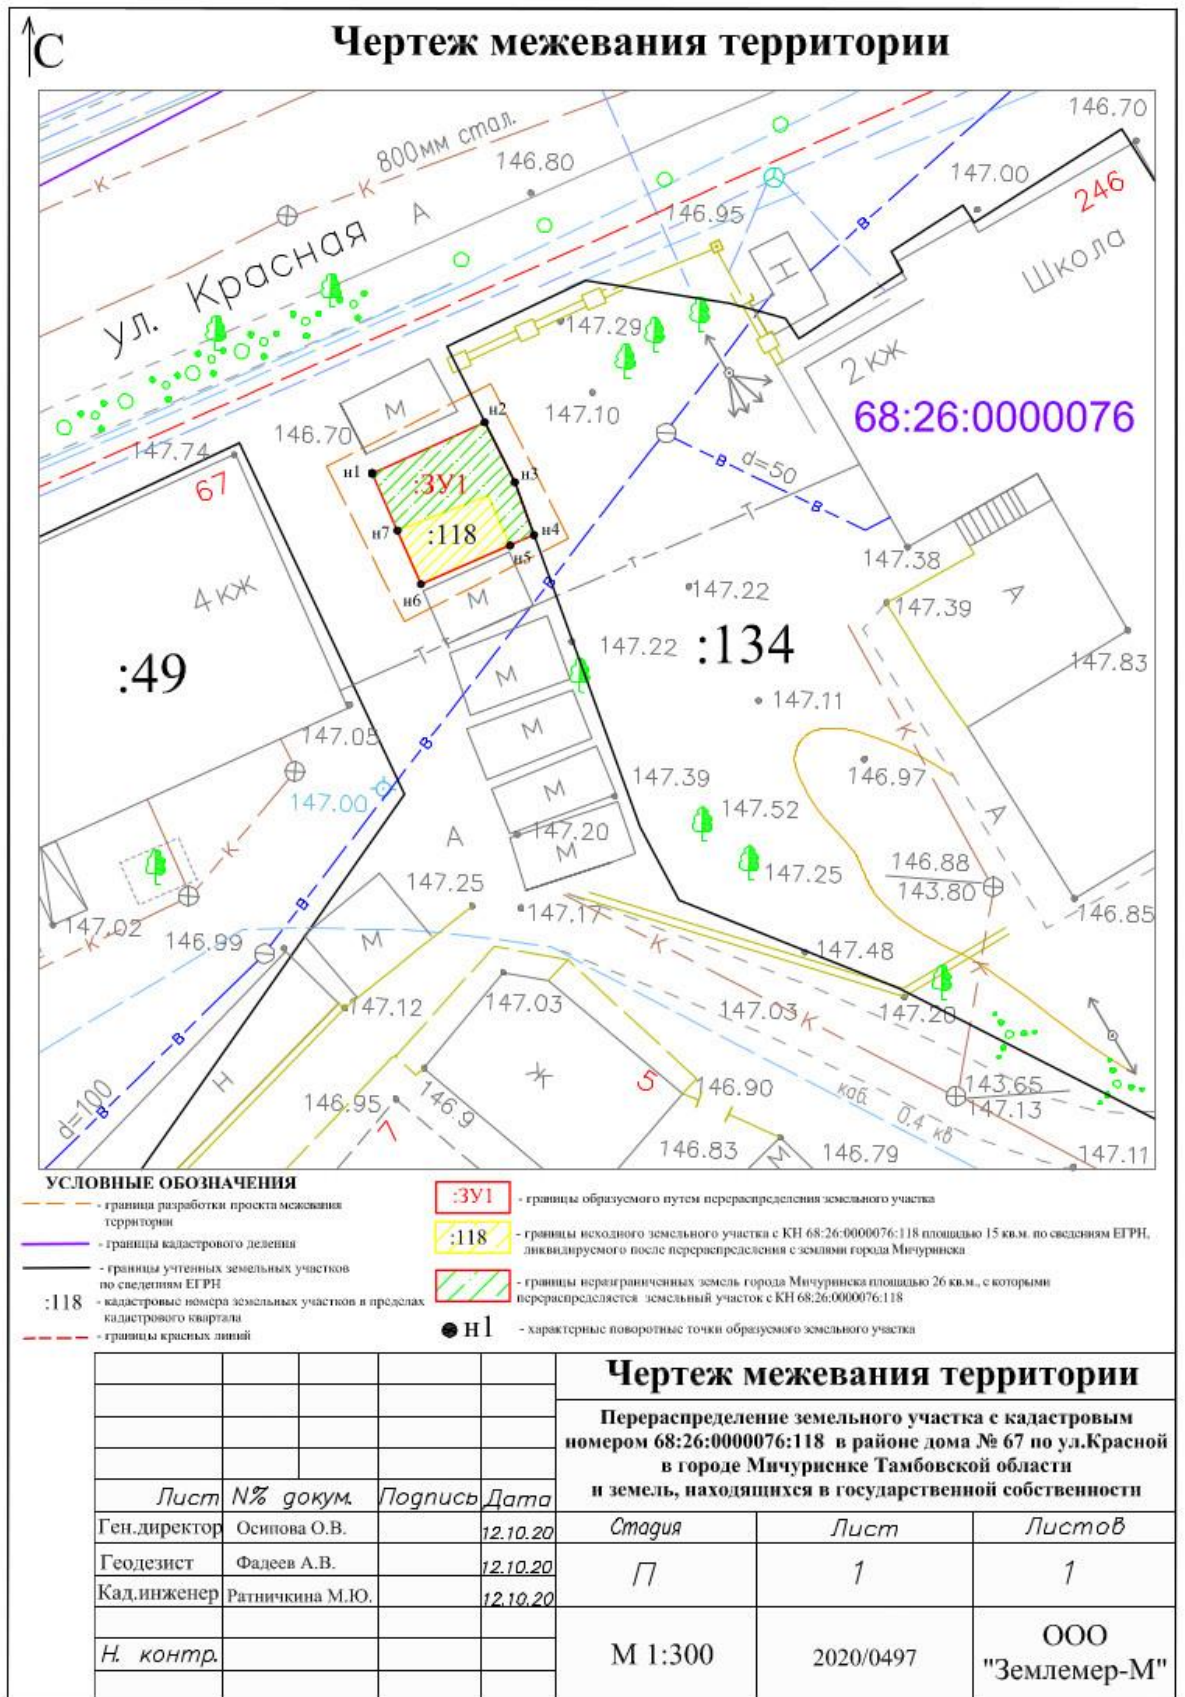 С
Чертеж межевания территории
146.70
800мм стал.
146.80
147.00
246
К
К
А
146.95
В
ул. Красная
Н
Школа
147.29
2 кж
М
147.10
68:26:0000076
н2
146.70
147.74
67
н1
:ЗУ1
н3
В
d=50
В
Т
н7
:118
н4
н5
147.38
4 кж
н6
М
В
Т
147.22
147.39
А
:49
Т
147.22
:134
147.83
М
147.11
147.05
В
М
К
147.00
М
147.39
146.97
147.52
А
К
А
147.20
М
146.88
143.80
147.25
147.25
146.85
147.02
В
147.17
К
146.99
М
К
147.48
К
147.12
147.03
147.03
К
147.20
В
Н
Ж
5
143.65
147.13
d=100
В
146.95
7
146.9
146.90
каб.
0.4 кв
146.83
М
146.79
147.11
УСЛОВНЫЕ ОБОЗНАЧЕНИЯ
- граница разработки проекта межевания
территории
- границы кадастрового деления
- границы учтенных земельных участков
по сведениям ЕГРН
:118 - кадастровые номера земельных участков в пределах
кадастрового квартала
- границы красных линий
:ЗУ1 - границы образуемого путем перераспределения земельного участка
:118 - границы исходного земельного участка с КН 68:26:0000076:118 площадью 15 кв.м. по сведениям ЕГРН,
ликвидируемого после перераспределения с землями города Мичуринска
- границы неразграниченных земель города Мичуринска площадью 26 кв.м., с которыми
перераспределяется земельный участок с КН 68:26:0000076:118
н1 - характерные поворотные точки образуемого земельного участка
Чертеж межевания территории
Перераспределение земельного участка с кадастровым
номером 68:26:0000076:118 в районе дома № 67 по ул.Красной
в городе Мичуриснке Тамбовской области
и земель, находящихся в государственной собственности
Лист N% докум. Подпись Дата
Ген.директор Осипова О.В. 12.10.20
Стадия Лист Листов
Геодезист Фадеев А.В. 12.10.20
П 1 1
Кад.инженер Ратничкина М.Ю. 12.10.20
Н. контр.
М 1:300 2020/0497
ООО
"Землемер-М"